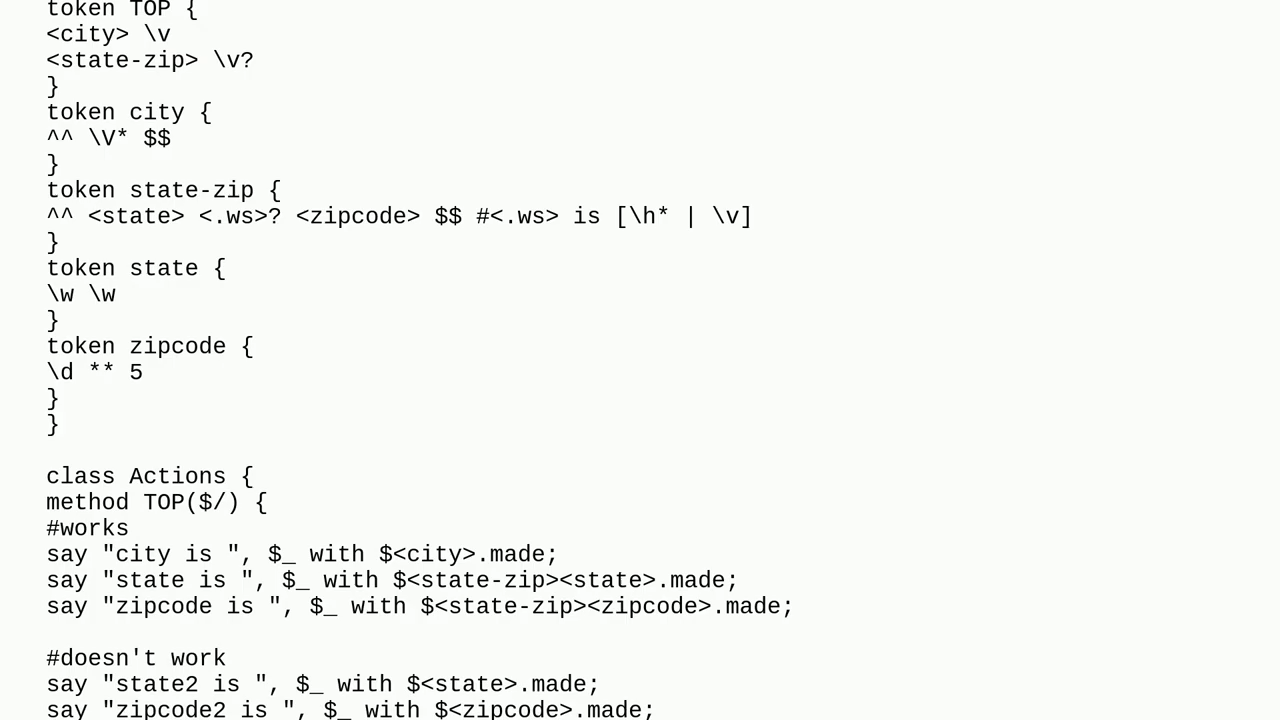 token TOP {
<city> \v
<state-zip> \v?
}
token city {
^^ \V* $$
}
token state-zip {
^^ <state> <.ws>? <zipcode> $$ #<.ws> is [\h* | \v]
}
token state {
\w \w
}
token zipcode {
\d ** 5
}
}
class Actions {
method TOP($/) {
#works
say "city is ", $_ with $<city>.made;
say "state is ", $_ with $<state-zip><state>.made;
say "zipcode is ", $_ with $<state-zip><zipcode>.made;
#doesn't work
say "state2 is ", $_ with $<state>.made;
say "zipcode2 is ", $_ with $<zipcode>.made;